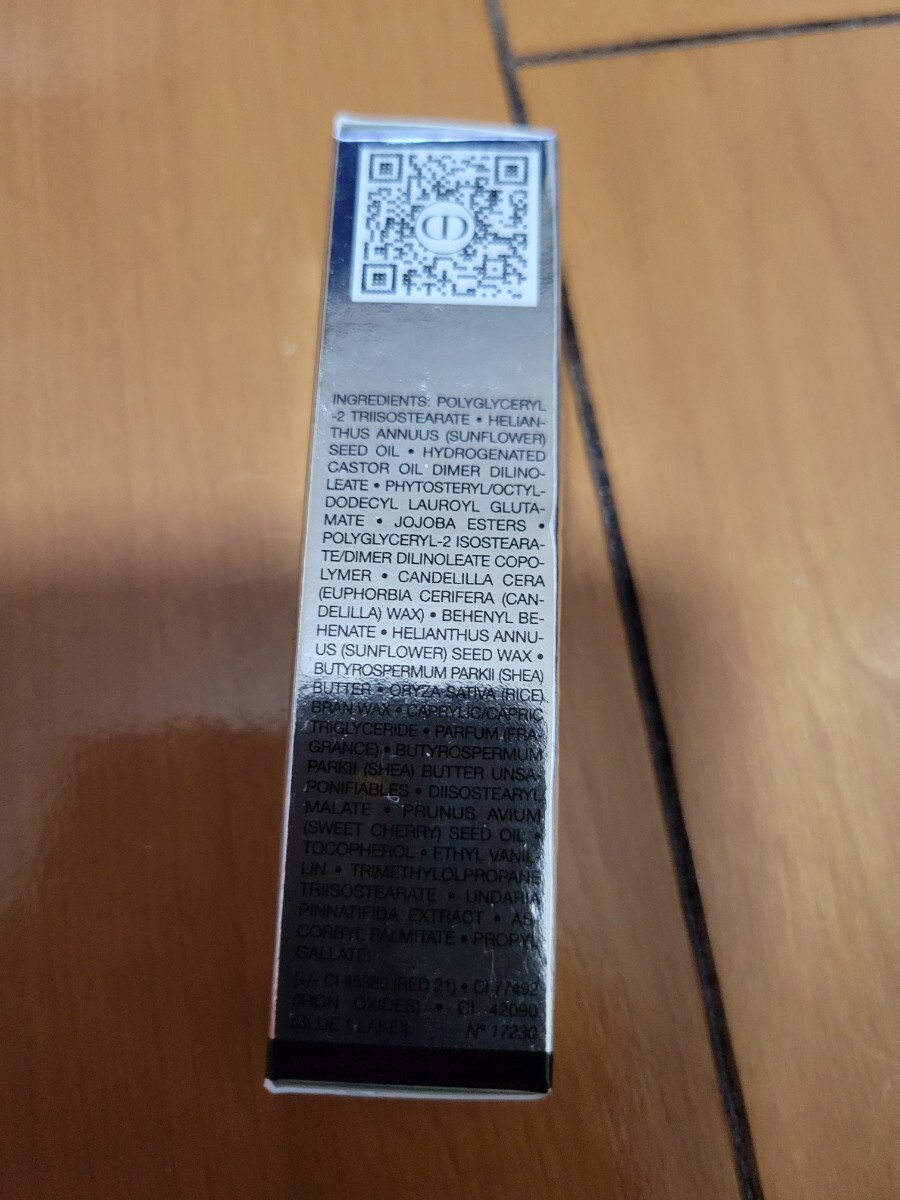 INGREDIENTS: POLYGLYCERYL
-2 TRIISOSTEARATE • HELIAN-
THUS ANNUUS (SUNFLOWER)
SEED OIL • HYDROGENATED
CASTOR OIL DIMER DILINO-
LEATE • PHYTOSTERYL/OCTYL-
DODECYL LAUROYL GLUTA-
MATE • JOJOBA ESTERS •
POLYGLYCERYL-2 ISOSTEARA-
TE/DIMER DILINOLEATE COPO-
LYMER • CANDELILLA CERA
(EUPHORBIA CERIFERA (CAN-
DELILLA) WAX) • BEHENYL BE-
HENATE • HELIANTHUS ANNU-
US (SUNFLOWER) SEED WAX •
BUTYROSPERMUM PARKII (SHEA)
BUTTER • ORYZA SATIVA (RICE)
BRAN WAX • CAPRYLIC/CAPRIC
TRIGLYCERIDE • PARFUM (FRA-
GRANCE) • BUTYROSPERMUM
PARKII (SHEA) BUTTER UNSA-
PONIFIABLES • DIISOSTEARYL
MALATE • PRUNUS AVIUM
(SWEET CHERRY) SEED OIL •
TOCOPHEROL • ETHYL VANIL-
LIN • TRIMETHYLOLPROPANE
TRIISOSTEARATE • UNDARIA
PINNATIFIDA EXTRACT • AS-
CORBYL PALMITATE • PROPYL
GALLATE.
[+/- CI 45380 (RED 21) • CI 77492
(IRON OXIDES) • CI 42090
(BLUE 1 LAKE)] N° 17230